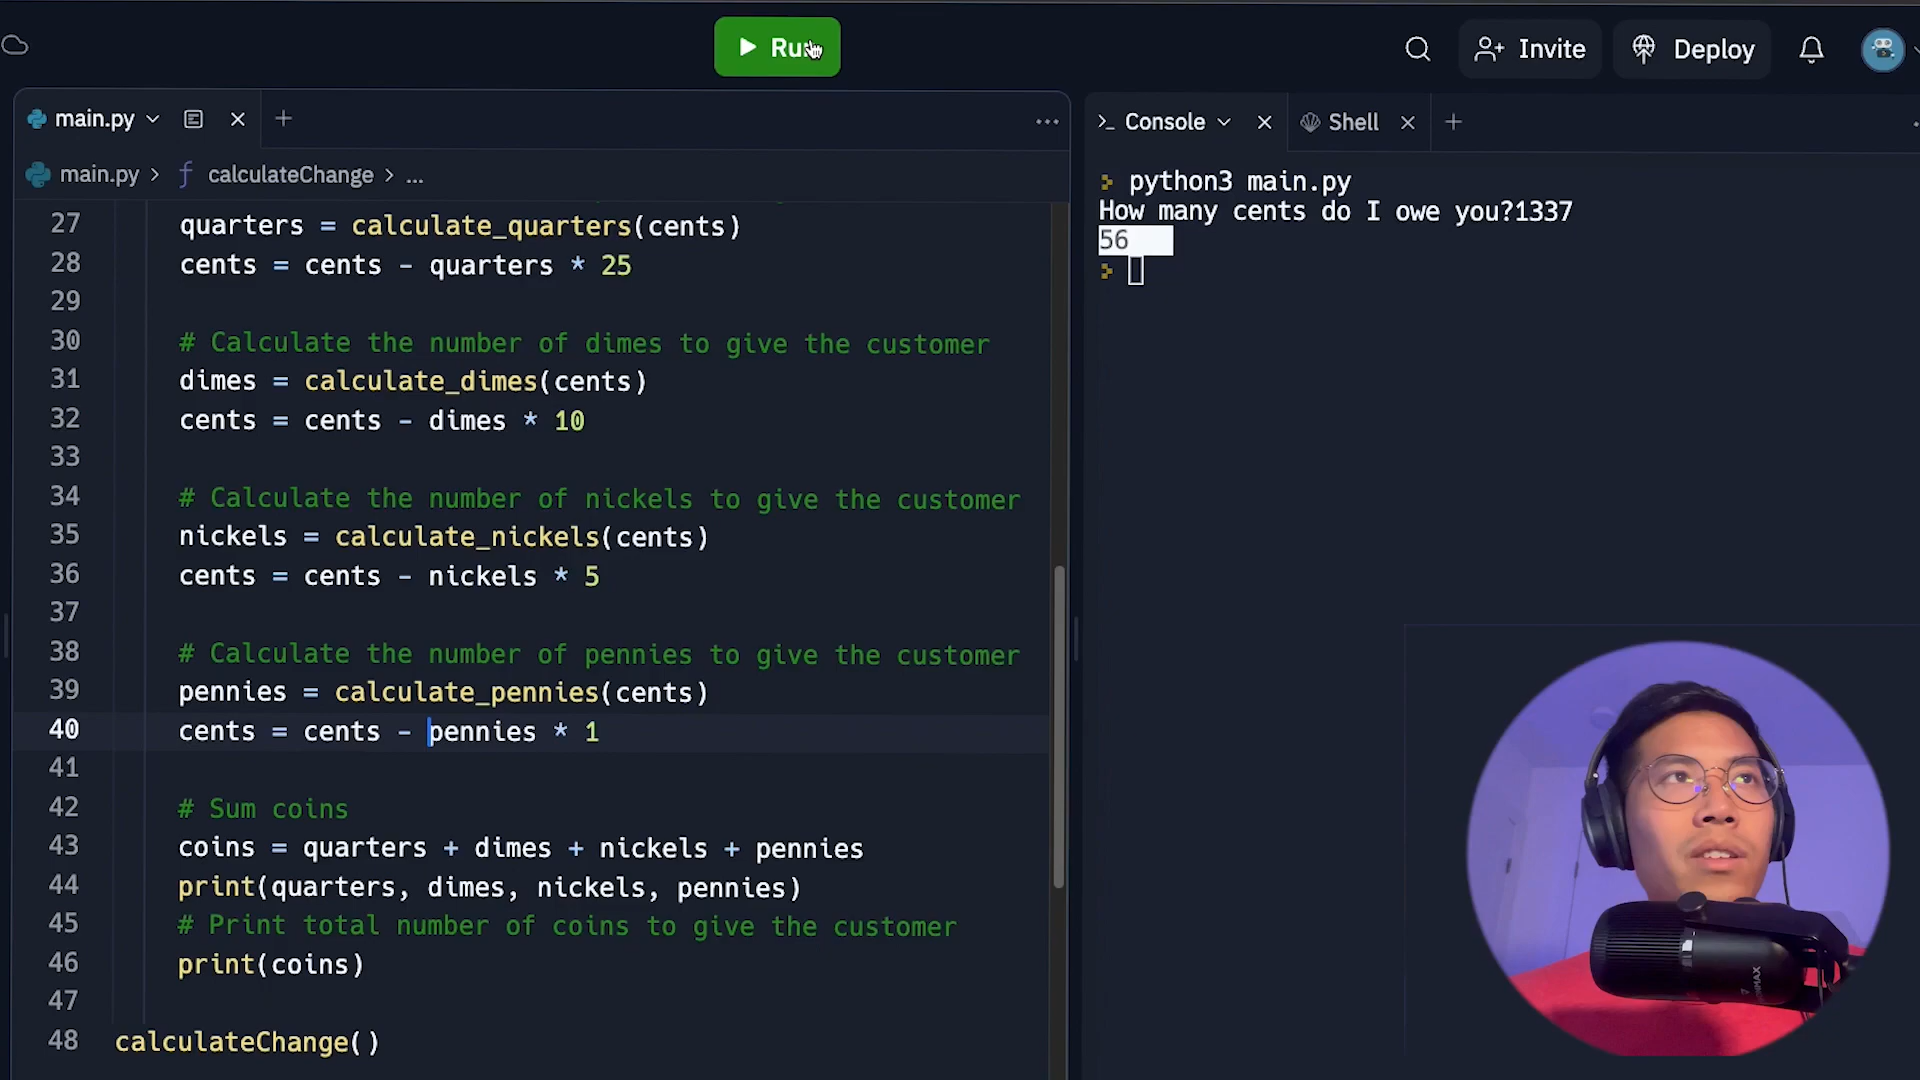 Run
Invite
Deploy
main.py
main.py > calculateChange > ...
27 quarters = calculate_quarters(cents)
28 cents = cents - quarters * 25
29
30 # Calculate the number of dimes to give the customer
31 dimes = calculate_dimes(cents)
32 cents = cents - dimes * 10
33
34 # Calculate the number of nickels to give the customer
35 nickels = calculate_nickels(cents)
36 cents = cents - nickels * 5
37
38 # Calculate the number of pennies to give the customer
39 pennies = calculate_pennies(cents)
40 cents = cents - pennies * 1
41
42 # Sum coins
43 coins = quarters + dimes + nickels + pennies
44 print(quarters, dimes, nickels, pennies)
45 # Print total number of coins to give the customer
46 print(coins)
47
48 calculateChange()
Console
Shell
python3 main.py
How many cents do I owe you?1337
56